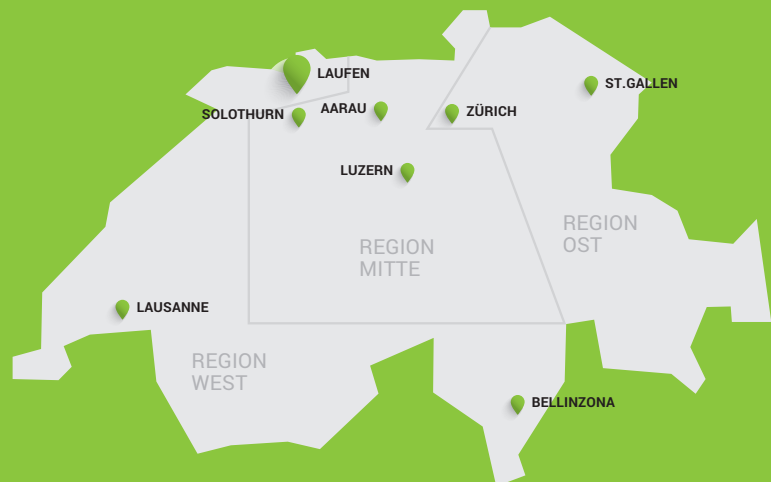 LAUFEN
ST.GALLEN
SOLOTHURN
AARAU
ZÜRICH
LUZERN
REGION
OST
REGION
MITTE
LAUSANNE
REGION
WEST
BELLINZONA